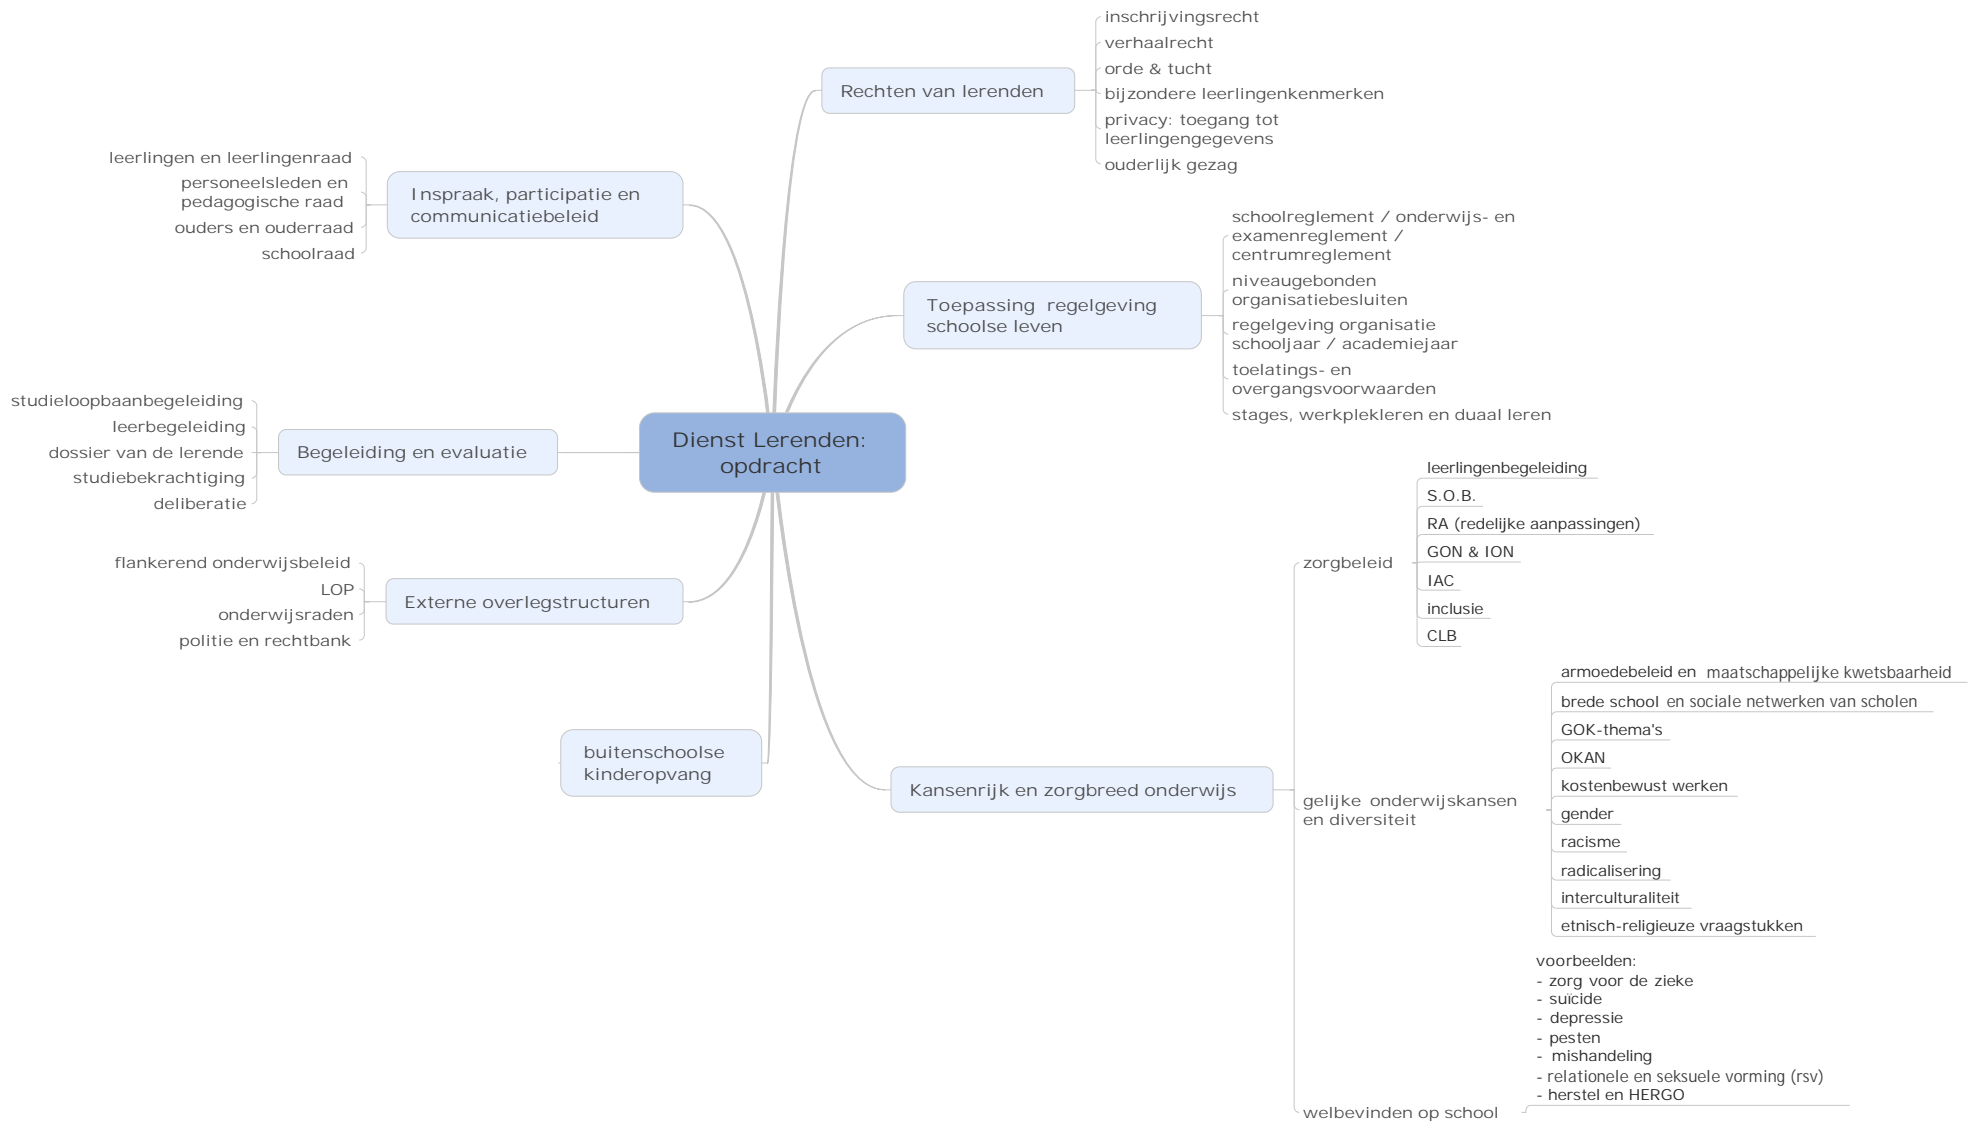 Dienst Lerenden:
opdracht
Rechten van lerenden
inschrijvingsrecht
verhaalrecht
orde & tucht
bijzondere leerlingenkenmerken
privacy: toegang tot
leerlingengegevens
ouderlijk gezag
Toepassing regelgeving
schoolse leven
schoolreglement / onderwijs- en
examenreglement /
centrumreglement
niveaugebonden
organisatiebesluiten
regelgeving organisatie
schooljaar / academiejaar
toelatings- en
overgangsvoorwaarden
stages, werkplekleren en duaal leren
Kansenrijk en zorgbreed onderwijs
zorgbeleid
leerlingenbegeleiding
S.O.B.
RA (redelijke aanpassingen)
GON & ION
IAC
inclusie
CLB
gelijke onderwijskansen
en diversiteit
armoedebeleid en maatschappelijke kwetsbaarheid
brede school en sociale netwerken van scholen
GOK-thema's
OKAN
kostenbewust werken
gender
racisme
radicalisering
interculturaliteit
etnisch-religieuze vraagstukken
welbevinden op school
voorbeelden:
- zorg voor de zieke
- suïcide
- depressie
- pesten
- mishandeling
- relationele en seksuele vorming (rsv)
- herstel en HERGO
Inspraak, participatie en
communicatiebeleid
leerlingen en leerlingenraad
personeelsleden en
pedagogische raad
ouders en ouderraad
schoolraad
Begeleiding en evaluatie
studieloopbaanbegeleiding
leerbegeleiding
dossier van de lerende
studiebekrachtiging
deliberatie
Externe overlegstructuren
flankerend onderwijsbeleid
LOP
onderwijsraden
politie en rechtbank
buitenschoolse
kinderopvang